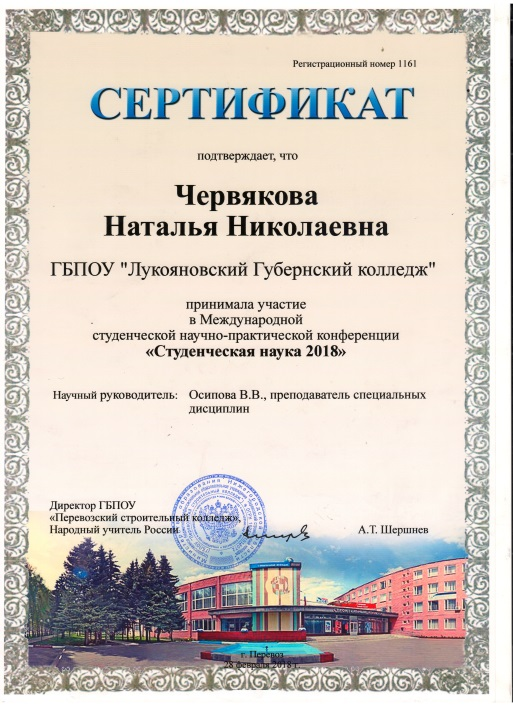 Регистрационный номер 1161
СЕРТИФИКАТ
подтверждает, что
Червякова
Наталья Николаевна
ГБПОУ "Лукояновский Губернский колледж"
принимала участие
в Международной
студенческой научно-практической конференции
«Студенческая наука 2018»
Научный руководитель: Осипова В.В., преподаватель специальных
дисциплин
Директор ГБПОУ
«Перевозский строительный колледж»,
Народный учитель России
А.Т. Шершнев
г. Перевоз
28 февраля 2018 г.